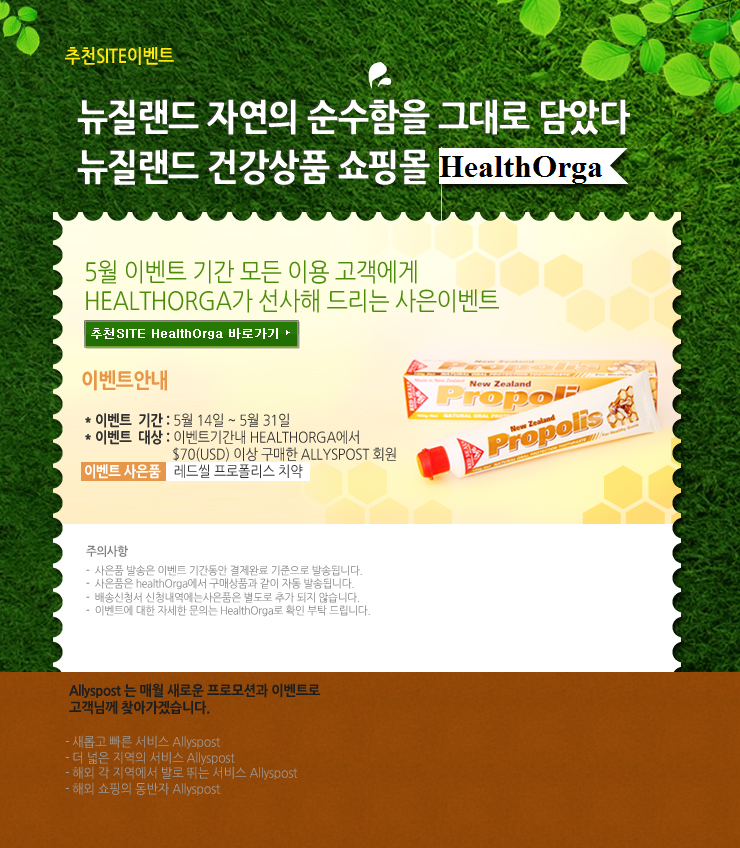 추천SITE이벤트
뉴질랜드 자연의 순수함을 그대로 담았다
뉴질랜드 건강상품 쇼핑몰 HealthOrga
5월 이벤트 기간 모든 이용 고객에게
HEALTHORGA가 선사해 드리는 사은이벤트
추천SITE HealthOrga 바로가기
이벤트안내
* 이벤트 기간 : 5월 14일 ~ 5월 31일
* 이벤트 대상 : 이벤트기간내 HEALTHORGA에서
$70(USD) 이상 구매한 ALLYSPOST 회원
이벤트 사은품 레드씰 프로폴리스 치약
New Zealand
Propolis
New Zealand
Propolis
주의사항
- 사은품 발송은 이벤트 기간동안 결제완료 기준으로 발송됩니다.
- 사은품은 healthOrga에서 구매상품과 같이 자동 발송됩니다.
- 배송신청서 신청내역에는사은품은 별도로 추가 되지 않습니다.
- 이벤트에 대한 자세한 문의는 HealthOrga로 확인 부탁 드립니다.
Allyspost 는 매월 새로운 프로모션과 이벤트로
고객님께 찾아가겠습니다.
- 새롭고 빠른 서비스 Allyspost
- 더 넓은 지역의 서비스 Allyspost
- 해외 각 지역에서 발로 뛰는 서비스 Allyspost
- 해외 쇼핑의 동반자 Allyspost